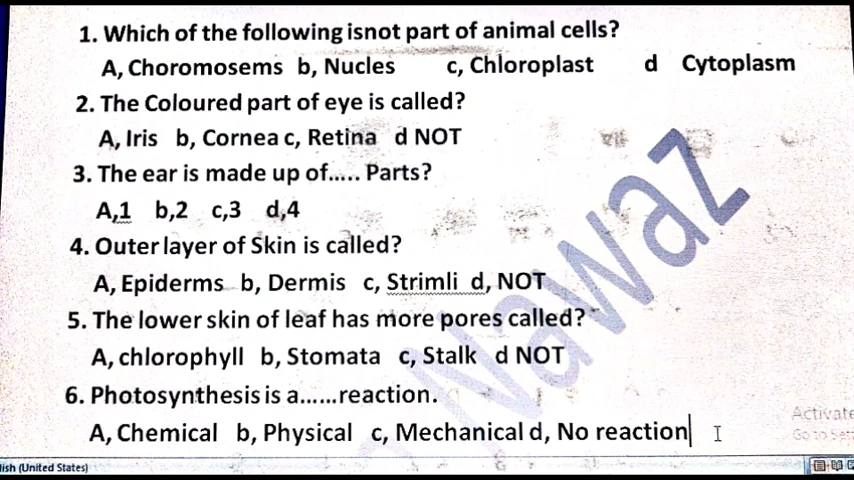 1. Which of the following isnot part of animal cells?
A, Choromosems b, Nucles c, Chloroplast d Cytoplasm
2. The Coloured part of eye is called?
A, Iris b, Cornea c, Retina d NOT
3. The ear is made up of..... Parts?
A,1 b,2 c,3 d,4
4. Outer layer of Skin is called?
A, Epiderms b, Dermis c, Strimli d, NOT
5. The lower skin of leaf has more pores called?
A, chlorophyll b, Stomata c, Stalk d NOT
6. Photosynthesis is a......reaction.
A, Chemical b, Physical c, Mechanical d, No reaction
Nawaz
Activate
Go to Sett
lish (United States)